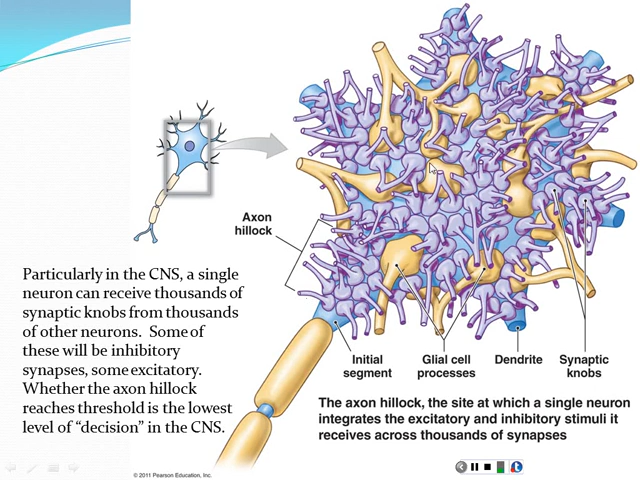 Axon
hillock
Particularly in the CNS, a single
neuron can receive thousands of
synaptic knobs from thousands
of other neurons. Some of
these will be inhibitory
synapses, some excitatory.
Whether the axon hillock
reaches threshold is the lowest
level of “decision” in the CNS.
Initial
segment
Glial cell
processes
Dendrite
Synaptic
knobs
The axon hillock, the site at which a single neuron
integrates the excitatory and inhibitory stimuli it
receives across thousands of synapses
© 2011 Pearson Education, Inc.